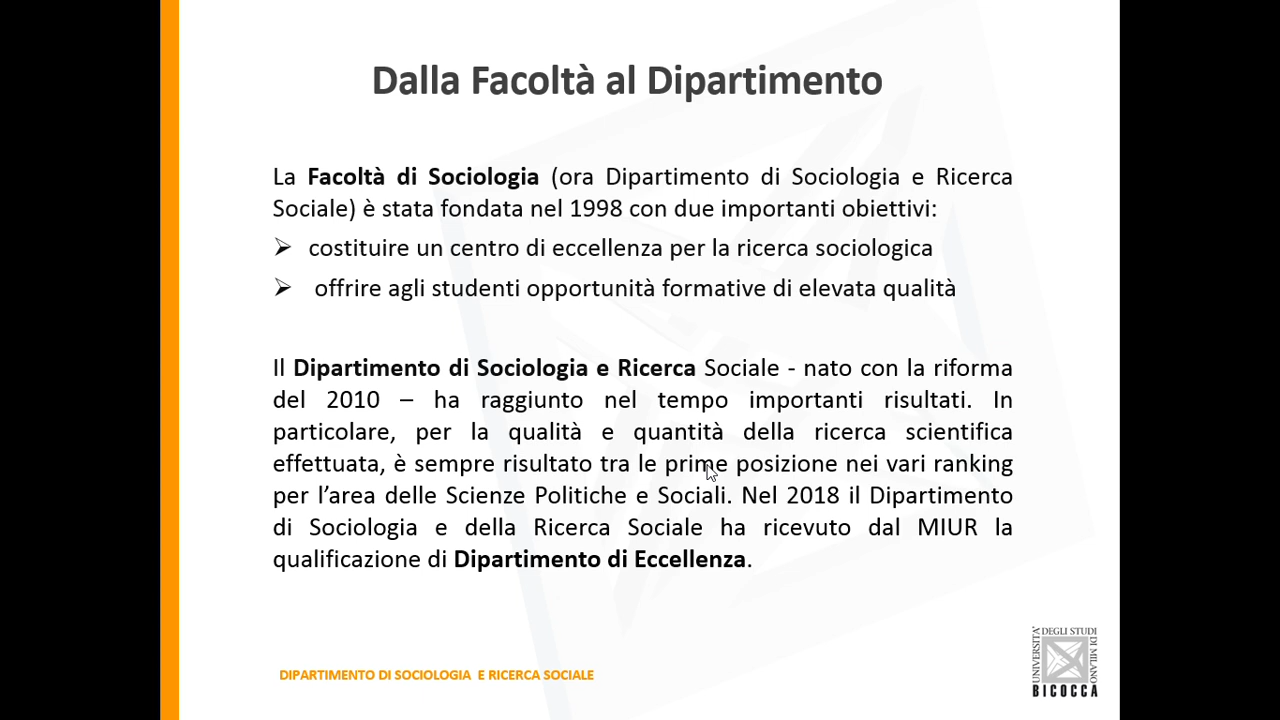 Dalla Facoltà al Dipartimento
La Facoltà di Sociologia (ora Dipartimento di Sociologia e Ricerca
Sociale) è stata fondata nel 1998 con due importanti obiettivi:
➢ costituire un centro di eccellenza per la ricerca sociologica
➢ offrire agli studenti opportunità formative di elevata qualità
Il Dipartimento di Sociologia e Ricerca Sociale - nato con la riforma
del 2010 – ha raggiunto nel tempo importanti risultati. In
particolare, per la qualità e quantità della ricerca scientifica
effettuata, è sempre risultato tra le prime posizione nei vari ranking
per l’area delle Scienze Politiche e Sociali. Nel 2018 il Dipartimento
di Sociologia e della Ricerca Sociale ha ricevuto dal MIUR la
qualificazione di Dipartimento di Eccellenza.
DIPARTIMENTO DI SOCIOLOGIA E RICERCA SOCIALE
UNIVERSITA'
DEGLI STUDI
DI MILANO
BICOCCA